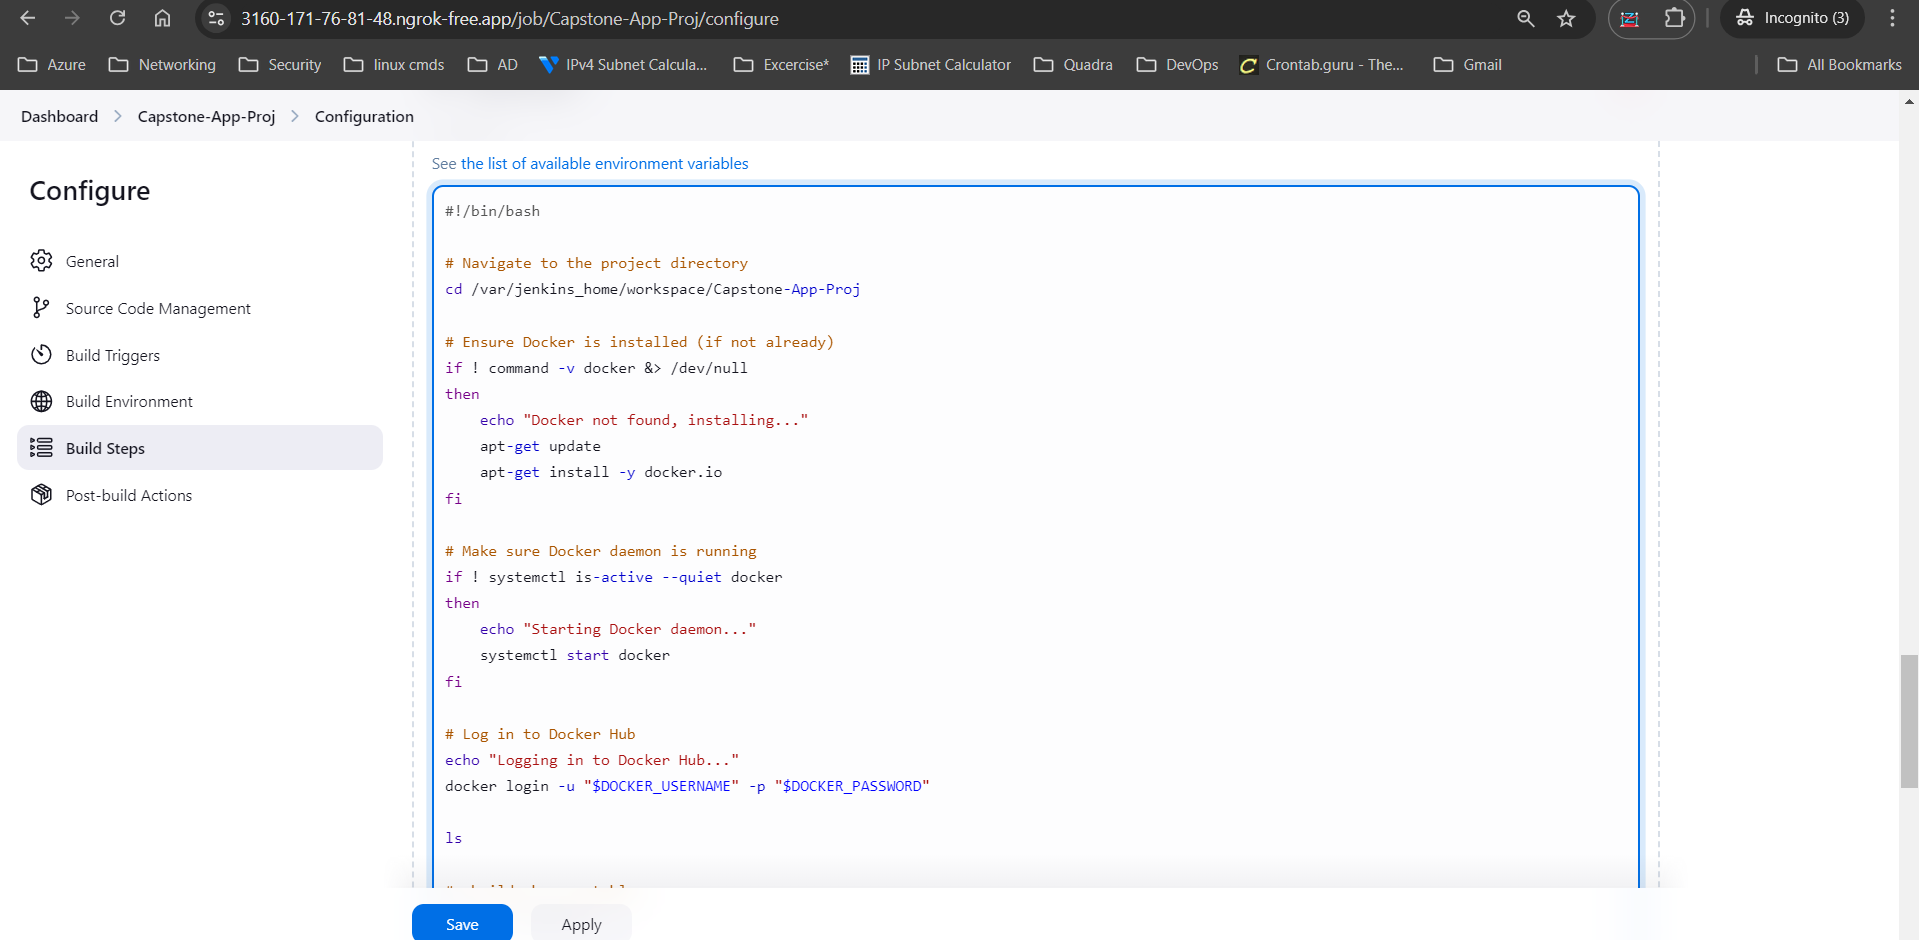 3160-171-76-81-48.ngrok-free.app/job/Capstone-App-Proj/configure
Incognito (3)
Azure Networking Security linux cmds AD IPv4 Subnet Calcula... Excercise* IP Subnet Calculator Quadra DevOps Crontab.guru - The... Gmail All Bookmarks
Dashboard > Capstone-App-Proj > Configuration
Configure
General
Source Code Management
Build Triggers
Build Environment
Build Steps
Post-build Actions
See the list of available environment variables
#!/bin/bash
# Navigate to the project directory
cd /var/jenkins_home/workspace/Capstone-App-Proj
# Ensure Docker is installed (if not already)
if ! command -v docker &> /dev/null
then
    echo "Docker not found, installing..."
    apt-get update
    apt-get install -y docker.io
fi
# Make sure Docker daemon is running
if ! systemctl is-active --quiet docker
then
    echo "Starting Docker daemon..."
    systemctl start docker
fi
# Log in to Docker Hub
echo "Logging in to Docker Hub..."
docker login -u "$DOCKER_USERNAME" -p "$DOCKER_PASSWORD"
ls
Save
Apply